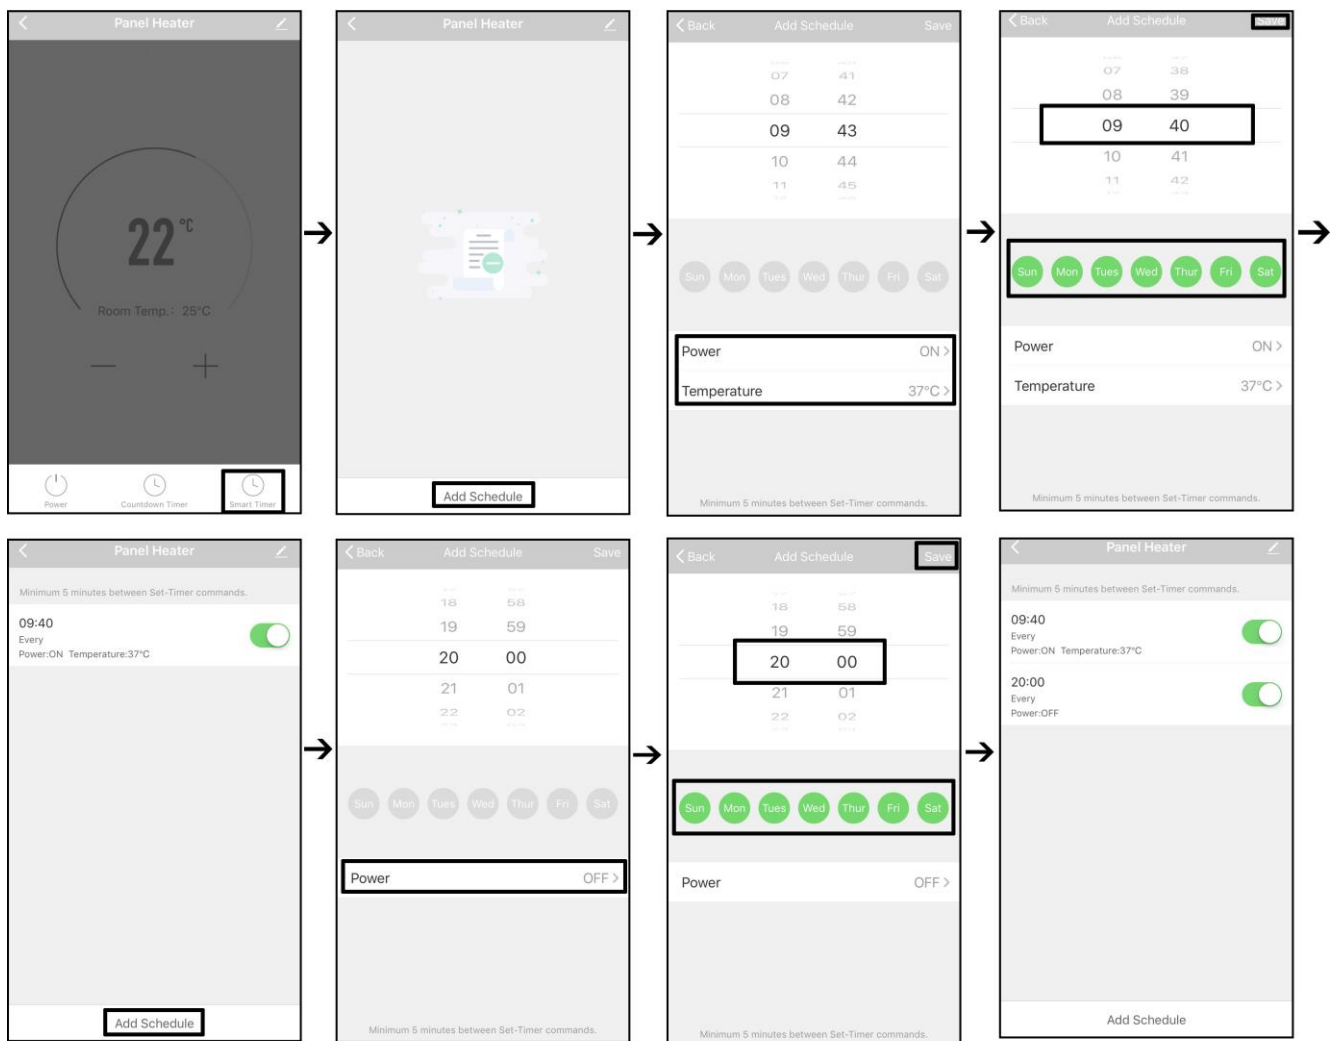 Panel Heater
22 °C
Room Temp.: 25°C
Power
Countdown Timer
Smart Timer
Panel Heater
Add Schedule
Back Add Schedule Save
07 41
08 42
09 43
10 44
11 45
Sun Mon Tues Wed Thur Fri Sat
Power ON
Temperature 37°C
Minimum 5 minutes between Set-Timer commands.
Back Add Schedule Save
07 38
08 39
09 40
10 41
11 42
Sun Mon Tues Wed Thur Fri Sat
Power ON
Temperature 37°C
Minimum 5 minutes between Set-Timer commands.
Panel Heater
Minimum 5 minutes between Set-Timer commands.
09:40
Every
Power:ON Temperature:37°C
Add Schedule
Back Add Schedule Save
18 58
19 59
20 00
21 01
22 02
Sun Mon Tues Wed Thur Fri Sat
Power OFF
Minimum 5 minutes between Set-Timer commands.
Back Add Schedule Save
18 58
19 59
20 00
21 01
22 02
Sun Mon Tues Wed Thur Fri Sat
Power OFF
Minimum 5 minutes between Set-Timer commands.
Panel Heater
Minimum 5 minutes between Set-Timer commands.
09:40
Every
Power:ON Temperature:37°C
20:00
Every
Power:OFF
Add Schedule